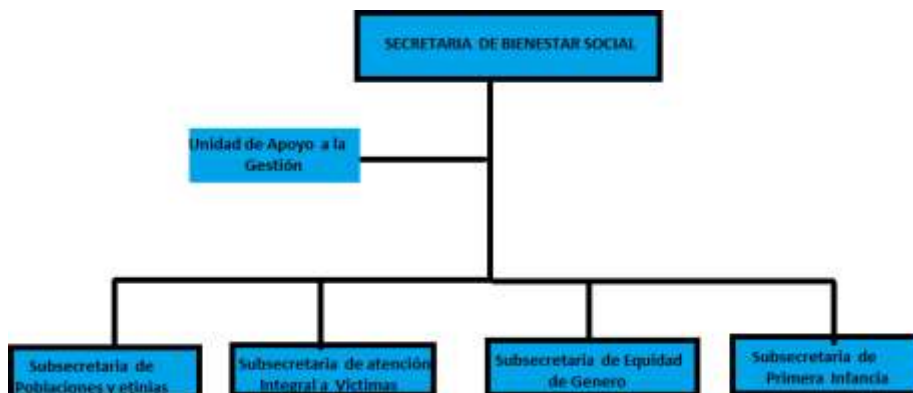 SECRETARIA DE BIENESTAR SOCIAL
Unidad de Apoyo a la
Gestión
Subsecretaria de
Poblaciones y etinias
Subsecretaria de atención
Integral a Victimas
Subsecretaria de Equidad
de Genero
Subsecretaria de
Primera Infancia